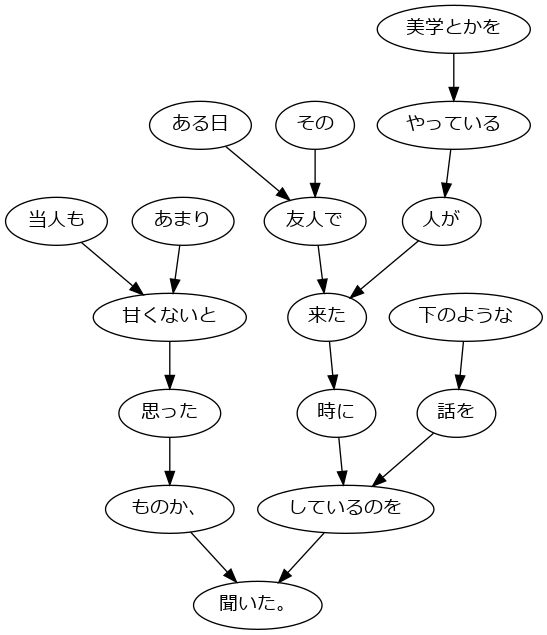 美学とかを
ある日
その
やっている
当人も
あまり
友人で
人が
甘くないと
来た
下のような
思った
時に
話を
ものか、
しているのを
聞いた。